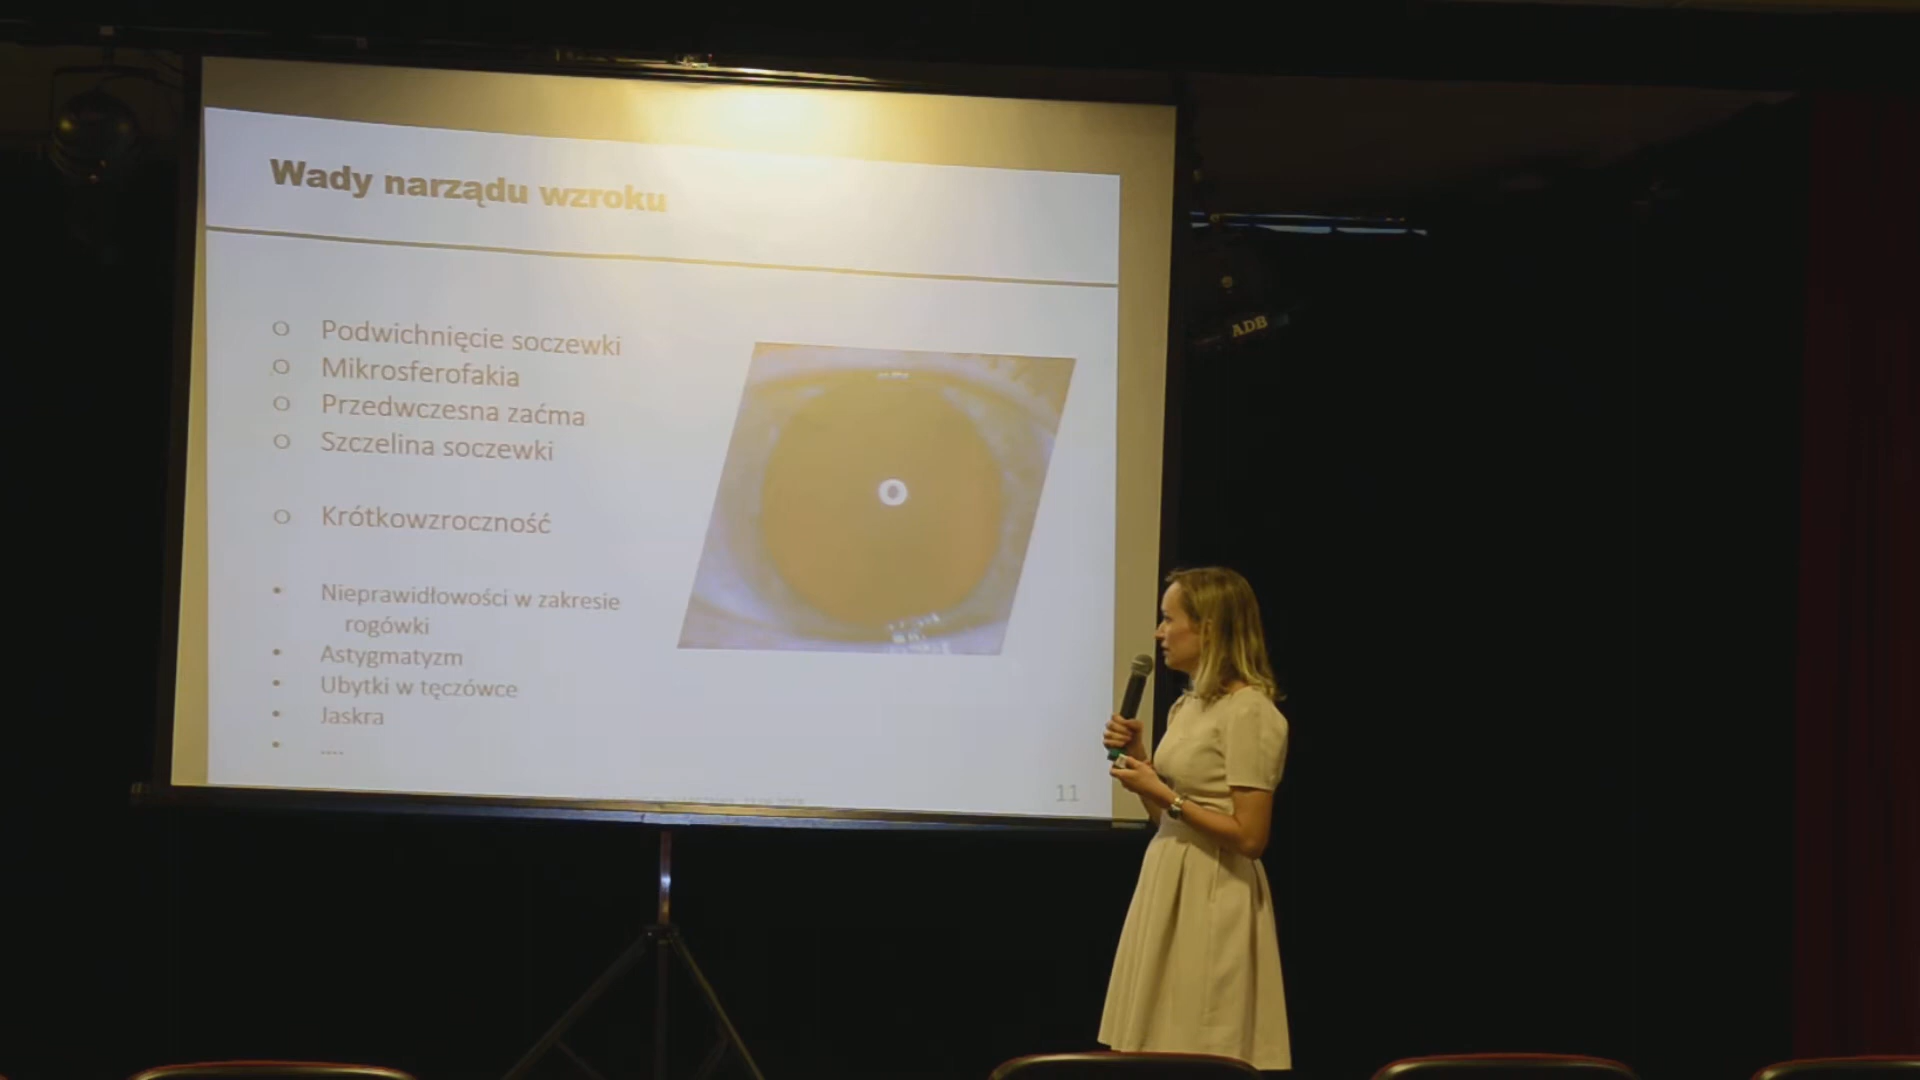 Wady narządu wzroku
o Podwichnięcie soczewki
o Mikrosferofakia
o Przedwczesna zaćma
o Szczelina soczewki
o Krótkowzroczność
• Nieprawidłowości w zakresie
rogówki
• Astygmatyzm
• Ubytki w tęczówce
• Jaskra
• ....
11
ADB